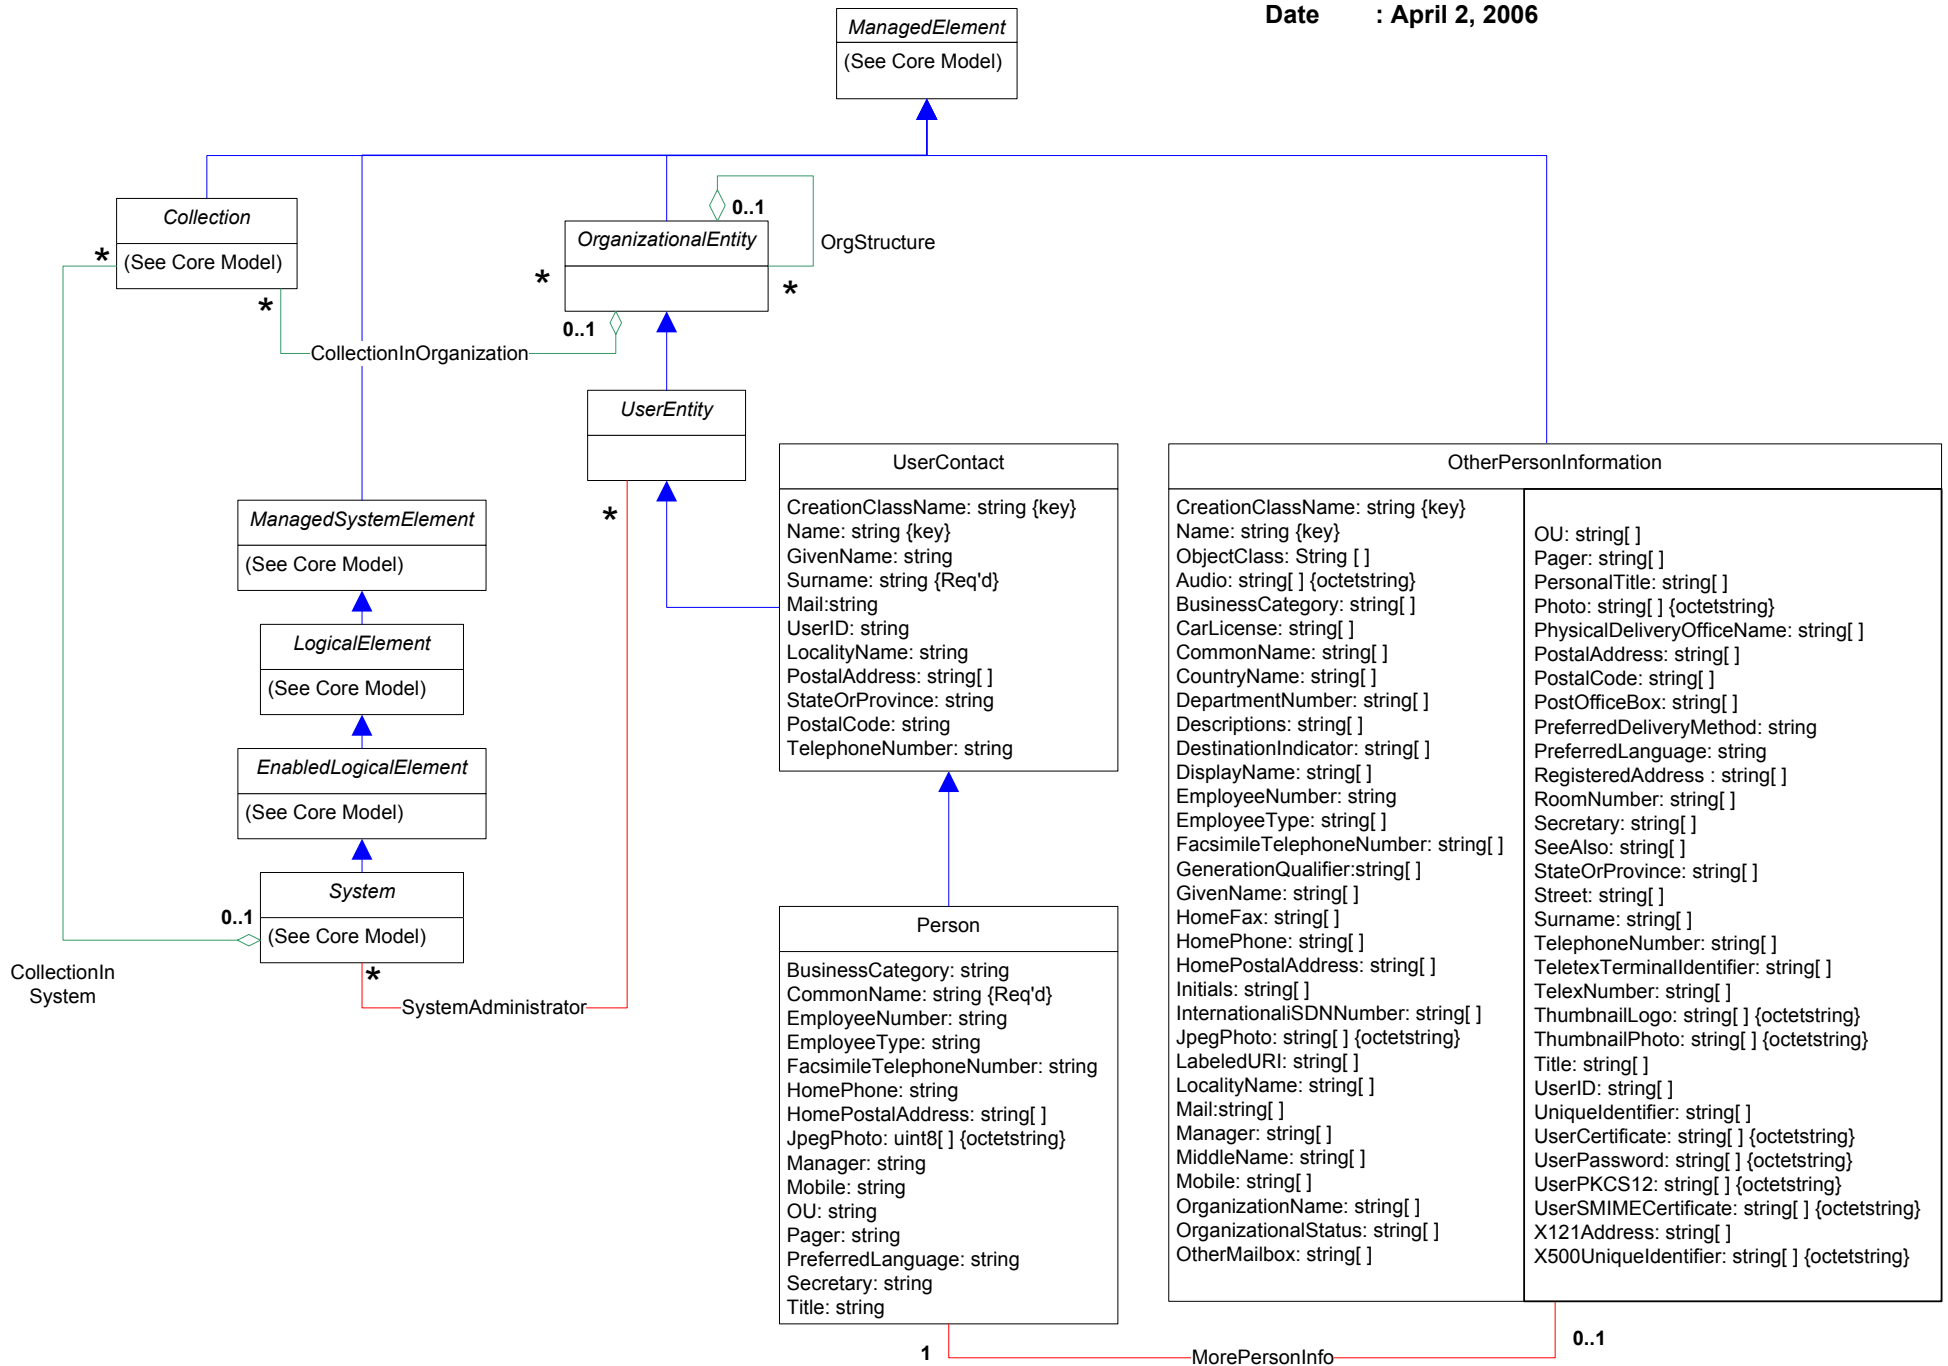 Date : April 2, 2006
ManagedElement
(See Core Model)
Collection
(See Core Model)
*
*
0..1
OrganizationalEntity
OrgStructure
*
*
0..1
CollectionInOrganization
UserEntity
*
ManagedSystemElement
(See Core Model)
LogicalElement
(See Core Model)
EnabledLogicalElement
(See Core Model)
System
(See Core Model)
0..1
*
CollectionIn
System
SystemAdministrator
UserContact
CreationClassName: string {key}
Name: string {key}
GivenName: string
Surname: string {Req'd}
Mail:string
UserID: string
LocalityName: string
PostalAddress: string[ ]
StateOrProvince: string
PostalCode: string
TelephoneNumber: string
Person
BusinessCategory: string
CommonName: string {Req'd}
EmployeeNumber: string
EmployeeType: string
FacsimileTelephoneNumber: string
HomePhone: string
HomePostalAddress: string[ ]
JpegPhoto: uint8[ ] {octetstring}
Manager: string
Mobile: string
OU: string
Pager: string
PreferredLanguage: string
Secretary: string
Title: string
OtherPersonInformation
CreationClassName: string {key}
Name: string {key}
ObjectClass: String [ ]
Audio: string[ ] {octetstring}
BusinessCategory: string[ ]
CarLicense: string[ ]
CommonName: string[ ]
CountryName: string[ ]
DepartmentNumber: string[ ]
Descriptions: string[ ]
DestinationIndicator: string[ ]
DisplayName: string[ ]
EmployeeNumber: string
EmployeeType: string[ ]
FacsimileTelephoneNumber: string[ ]
GenerationQualifier:string[ ]
GivenName: string[ ]
HomeFax: string[ ]
HomePhone: string[ ]
HomePostalAddress: string[ ]
Initials: string[ ]
InternationaliSDNNumber: string[ ]
JpegPhoto: string[ ] {octetstring}
LabeledURI: string[ ]
LocalityName: string[ ]
Mail:string[ ]
Manager: string[ ]
MiddleName: string[ ]
Mobile: string[ ]
OrganizationName: string[ ]
OrganizationalStatus: string[ ]
OtherMailbox: string[ ]
OU: string[ ]
Pager: string[ ]
PersonalTitle: string[ ]
Photo: string[ ] {octetstring}
PhysicalDeliveryOfficeName: string[ ]
PostalAddress: string[ ]
PostalCode: string[ ]
PostOfficeBox: string[ ]
PreferredDeliveryMethod: string
PreferredLanguage: string
RegisteredAddress : string[ ]
RoomNumber: string[ ]
Secretary: string[ ]
SeeAlso: string[ ]
StateOrProvince: string[ ]
Street: string[ ]
Surname: string[ ]
TelephoneNumber: string[ ]
TeletexTerminalIdentifier: string[ ]
TelexNumber: string[ ]
ThumbnailLogo: string[ ] {octetstring}
ThumbnailPhoto: string[ ] {octetstring}
Title: string[ ]
UserID: string[ ]
UniqueIdentifier: string[ ]
UserCertificate: string[ ] {octetstring}
UserPassword: string[ ] {octetstring}
UserPKCS12: string[ ] {octetstring}
UserSMIMECertificate: string[ ] {octetstring}
X121Address: string[ ]
X500UniqueIdentifier: string[ ] {octetstring}
1
MorePersonInfo
0..1